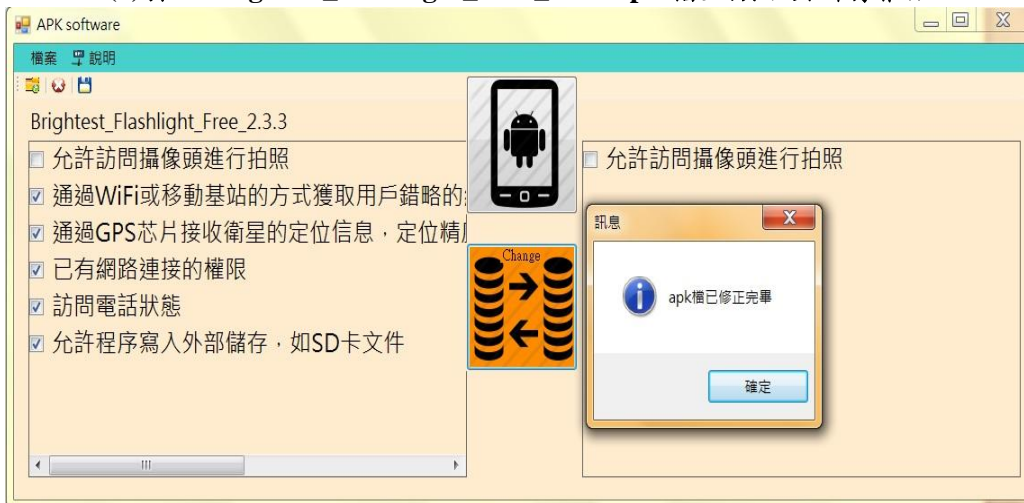 APK software
檔案 說明
Brightest_Flashlight_Free_2.3.3
允許訪問攝像頭進行拍照
通過WiFi或移動基站的方式獲取用戶錯略的
通過GPS芯片接收衛星的定位信息，定位精
已有網路連接的權限
訪問電話狀態
允許程序寫入外部儲存，如SD卡文件
Change
允許訪問攝像頭進行拍照
訊息
apk檔已修正完畢
確定